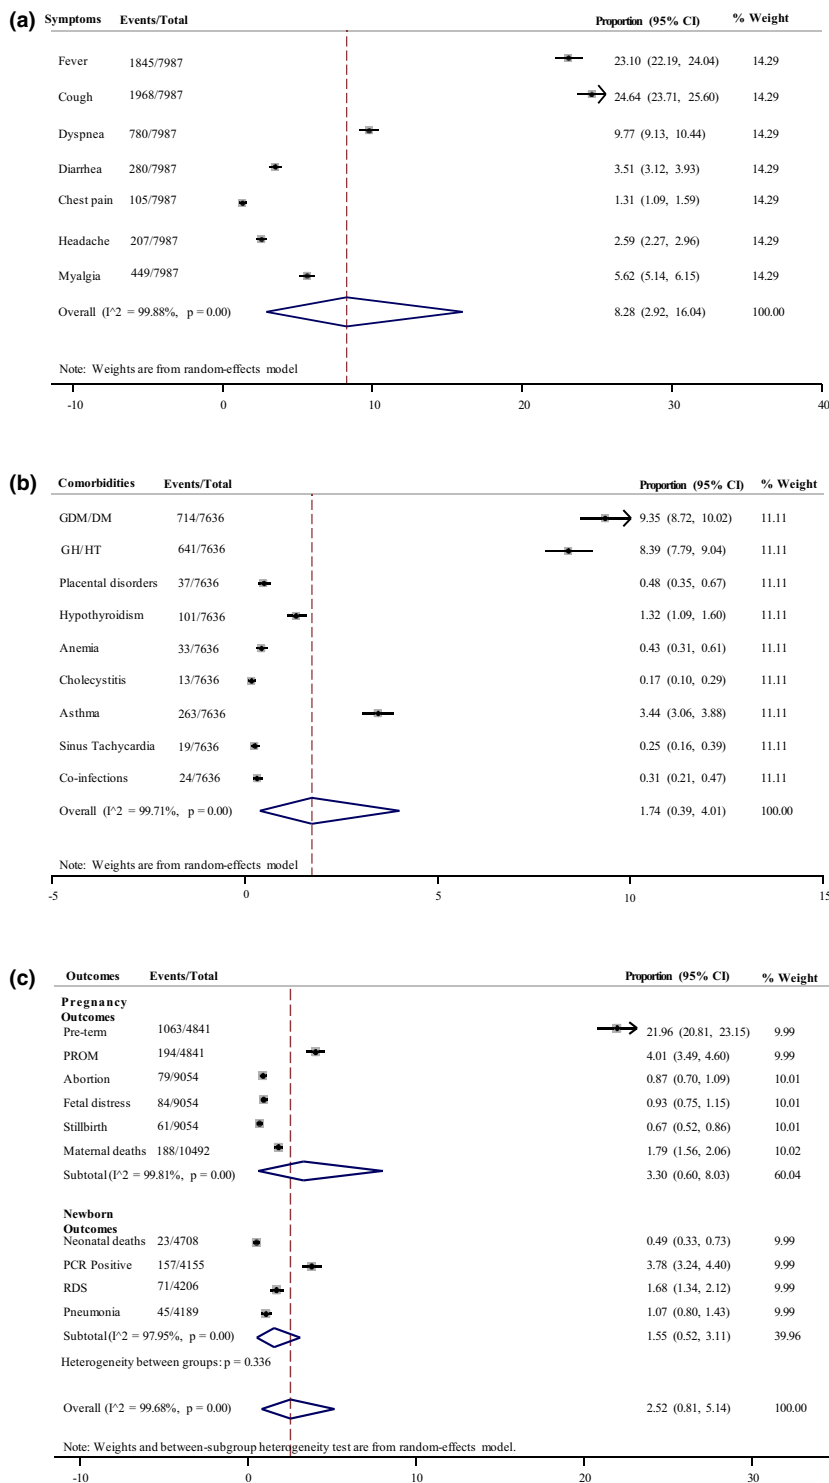 (a) Symptoms Events/Total Proportion (95% CI) % Weight
Fever 1845/7987 23.10 (22.19, 24.04) 14.29
Cough 1968/7987 24.64 (23.71, 25.60) 14.29
Dyspnea 780/7987 9.77 (9.13, 10.44) 14.29
Diarrhea 280/7987 3.51 (3.12, 3.93) 14.29
Chest pain 105/7987 1.31 (1.09, 1.59) 14.29
Headache 207/7987 2.59 (2.27, 2.96) 14.29
Myalgia 449/7987 5.62 (5.14, 6.15) 14.29
Overall (I^2 = 99.88%, p = 0.00) 8.28 (2.92, 16.04) 100.00
Note: Weights are from random-effects model
-10 0 10 20 30 40
(b) Comorbidities Events/Total Proportion (95% CI) % Weight
GDM/DM 714/7636 9.35 (8.72, 10.02) 11.11
GH/HT 641/7636 8.39 (7.79, 9.04) 11.11
Placental disorders 37/7636 0.48 (0.35, 0.67) 11.11
Hypothyroidism 101/7636 1.32 (1.09, 1.60) 11.11
Anemia 33/7636 0.43 (0.31, 0.61) 11.11
Cholecystitis 13/7636 0.17 (0.10, 0.29) 11.11
Asthma 263/7636 3.44 (3.06, 3.88) 11.11
Sinus Tachycardia 19/7636 0.25 (0.16, 0.39) 11.11
Co-infections 24/7636 0.31 (0.21, 0.47) 11.11
Overall (I^2 = 99.71%, p = 0.00) 1.74 (0.39, 4.01) 100.00
Note: Weights are from random-effects model
-5 0 5 10 15
(c) Outcomes Events/Total Proportion (95% CI) % Weight
Pregnancy
Outcomes
Pre-term 1063/4841 21.96 (20.81, 23.15) 9.99
PROM 194/4841 4.01 (3.49, 4.60) 9.99
Abortion 79/9054 0.87 (0.70, 1.09) 10.01
Fetal distress 84/9054 0.93 (0.75, 1.15) 10.01
Stillbirth 61/9054 0.67 (0.52, 0.86) 10.01
Maternal deaths 188/10492 1.79 (1.56, 2.06) 10.02
Subtotal (I^2 = 99.81%, p = 0.00) 3.30 (0.60, 8.03) 60.04
Newborn
Outcomes
Neonatal deaths 23/4708 0.49 (0.33, 0.73) 9.99
PCR Positive 157/4155 3.78 (3.24, 4.40) 9.99
RDS 71/4206 1.68 (1.34, 2.12) 9.99
Pneumonia 45/4189 1.07 (0.80, 1.43) 9.99
Subtotal (I^2 = 97.95%, p = 0.00) 1.55 (0.52, 3.11) 39.96
Heterogeneity between groups: p = 0.336
Overall (I^2 = 99.68%, p = 0.00) 2.52 (0.81, 5.14) 100.00
Note: Weights and between-subgroup heterogeneity test are from random-effects model.
-10 0 10 20 30